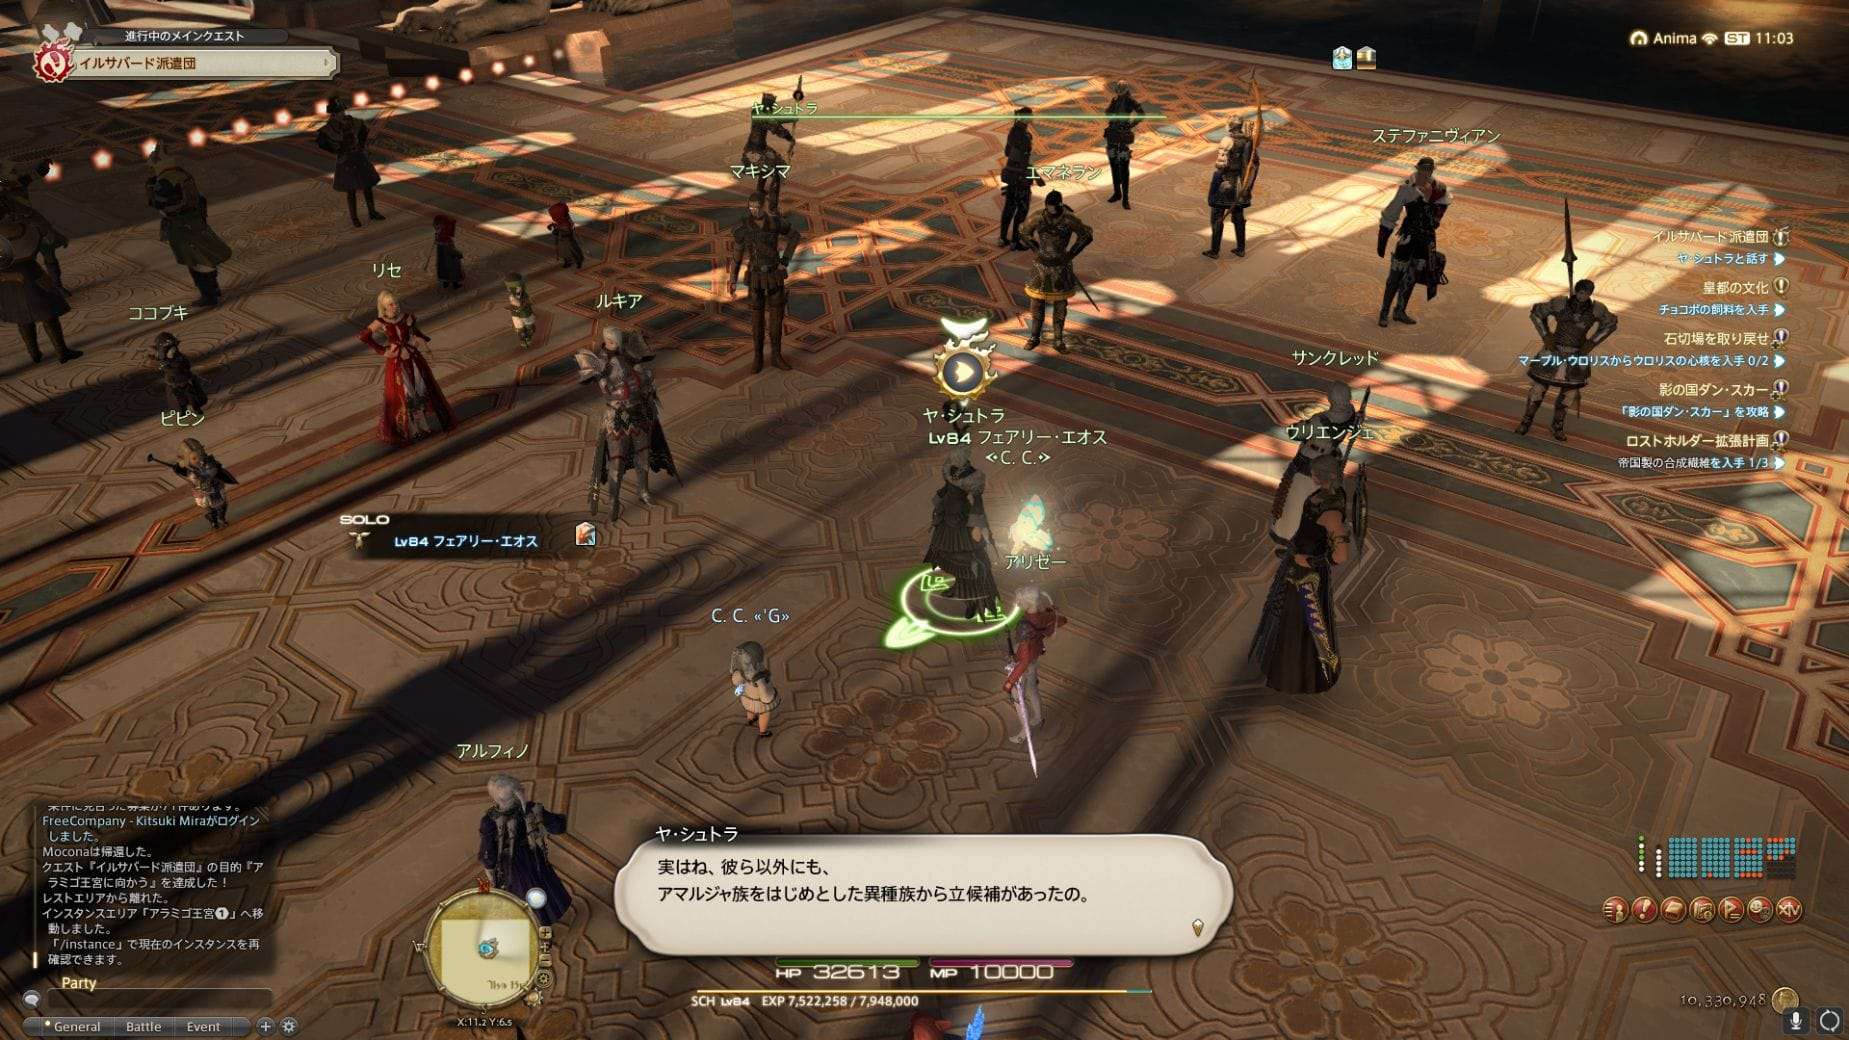 進行中のメインクエスト
イルサバード派遣団
Anima ST 11:03
ヤ・シュトラ
マキシマ
エマネラン
ステファニヴィアン
リセ
ルキア
ココブキ
ピピン
サンクレッド
ウリエンジェ
ヤ・シュトラ
Lv84 フェアリー・エオス
<・C. C.・>
アリゼー
C. C. «'G»
アルフィノ
SOLO
Lv84 フェアリー・エオス
イルサバード派遣団
ヤ・シュトラと話す
皇都の文化
チョコボの飼料を入手
石切場を取り戻せ
マーブル・ウロリスからウロリスの心核を入手 0/2
影の国ダン・スカー
「影の国ダン・スカー」を攻略
ロストホルダー拡張計画
帝国製の合成繊維を入手 1/3
FreeCompany - Kitsuki Miraがログイン
しました。
Moconaは帰還した。
クエスト『イルサバード派遣団』の目的『ア
ラミゴ王宮に向かう』を達成した！
レストエリアから離れた。
インスタンスエリア「アラミゴ王宮1」へ移
動しました。
「/instance」で現在のインスタンスを再
確認できます。
Party
General Battle Event
X:11.2 Y:6.5
ヤ・シュトラ
実はね、彼ら以外にも、
アマルジャ族をはじめとした異種族から立候補があったの。
HP 32613 MP 10000
SCH Lv84 EXP 7,522,258 / 7,948,000
10,330,948
XIV